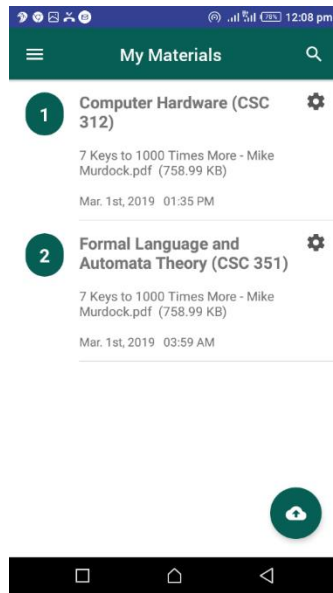 78% 12:08 pm
My Materials
1
Computer Hardware (CSC
312)
7 Keys to 1000 Times More - Mike
Murdock.pdf (758.99 KB)
Mar. 1st, 2019 01:35 PM
2
Formal Language and
Automata Theory (CSC 351)
7 Keys to 1000 Times More - Mike
Murdock.pdf (758.99 KB)
Mar. 1st, 2019 03:59 AM